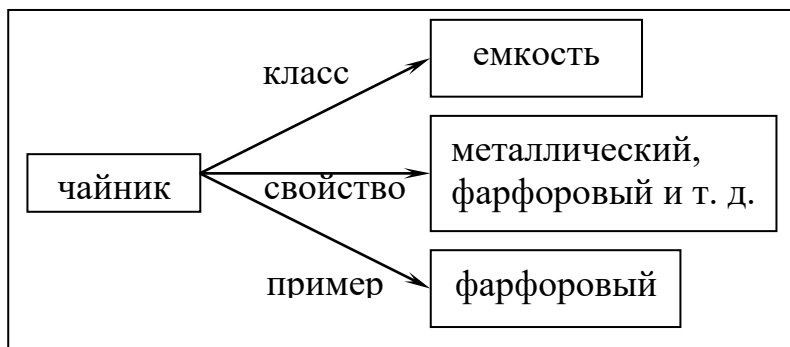 класс
емкость
чайник
свойство
металлический,
фарфоровый и т. д.
пример
фарфоровый